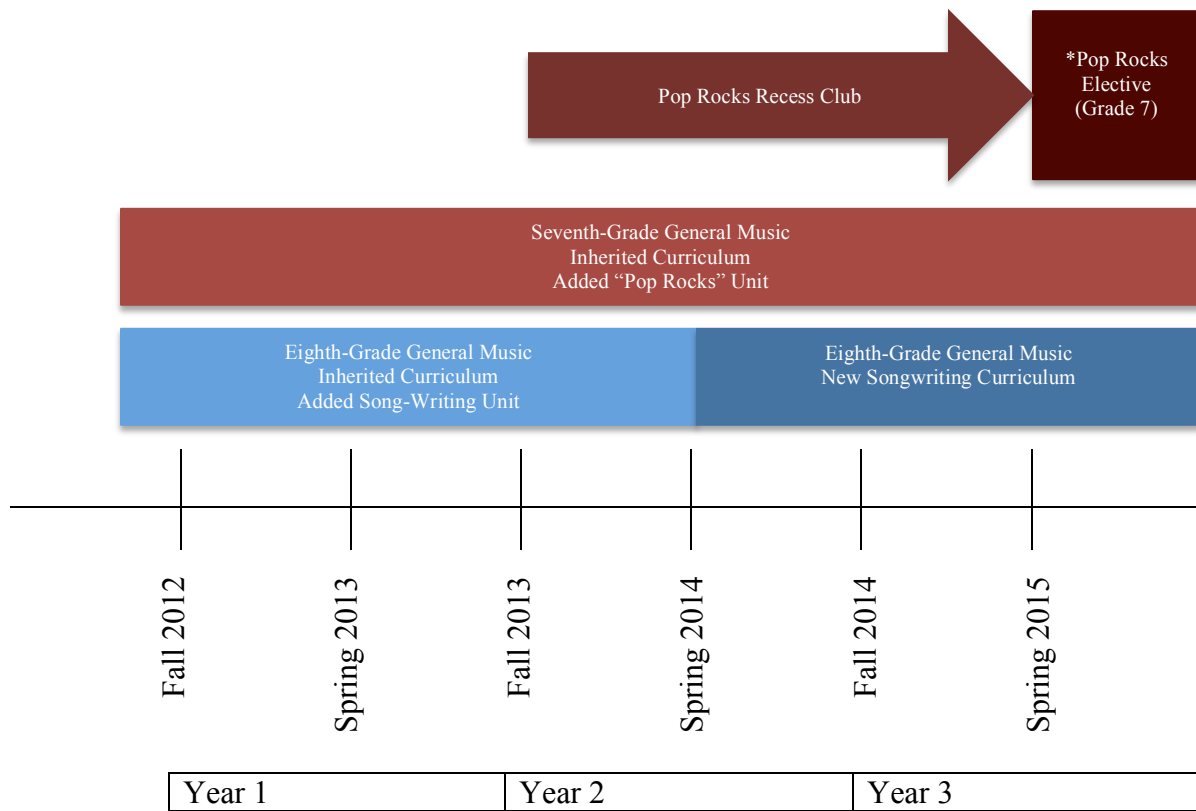 Pop Rocks Recess Club
*Pop Rocks
Elective
(Grade 7)
Seventh-Grade General Music
Inherited Curriculum
Added “Pop Rocks” Unit
Eighth-Grade General Music
Inherited Curriculum
Added Song-Writing Unit
Eighth-Grade General Music
New Songwriting Curriculum
Fall 2012
Spring 2013
Fall 2013
Spring 2014
Fall 2014
Spring 2015
Year 1
Year 2
Year 3